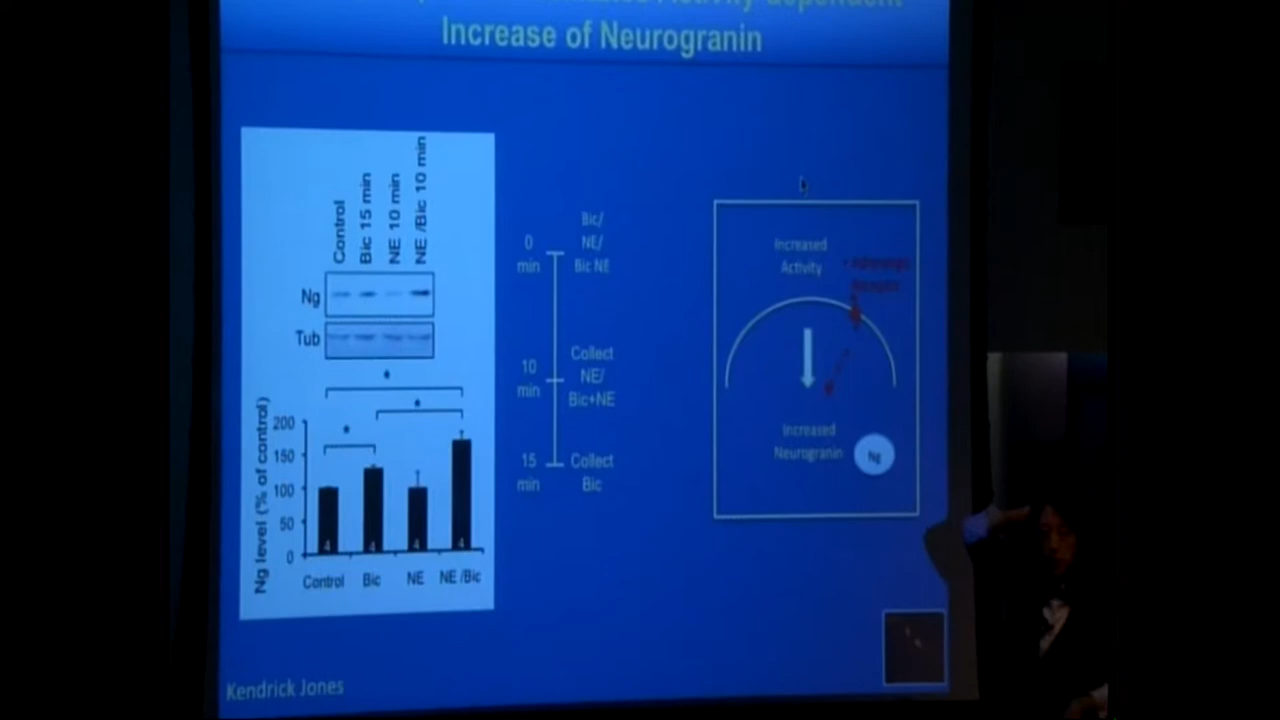 Activity-dependent
Increase of Neurogranin
Control
Bic 15 min
NE 10 min
NE /Bic 10 min
Ng
Tub
*
*
*
Ng level (% of control)
200
150
100
50
0
4
4
4
4
Control
Bic
NE
NE /Bic
0
min
Bic/
NE/
Bic NE
10
min
Collect
NE/
Bic+NE
15
min
Collect
Bic
Increased
Activity
Increased
Neurogranin
Ng
Kendrick Jones